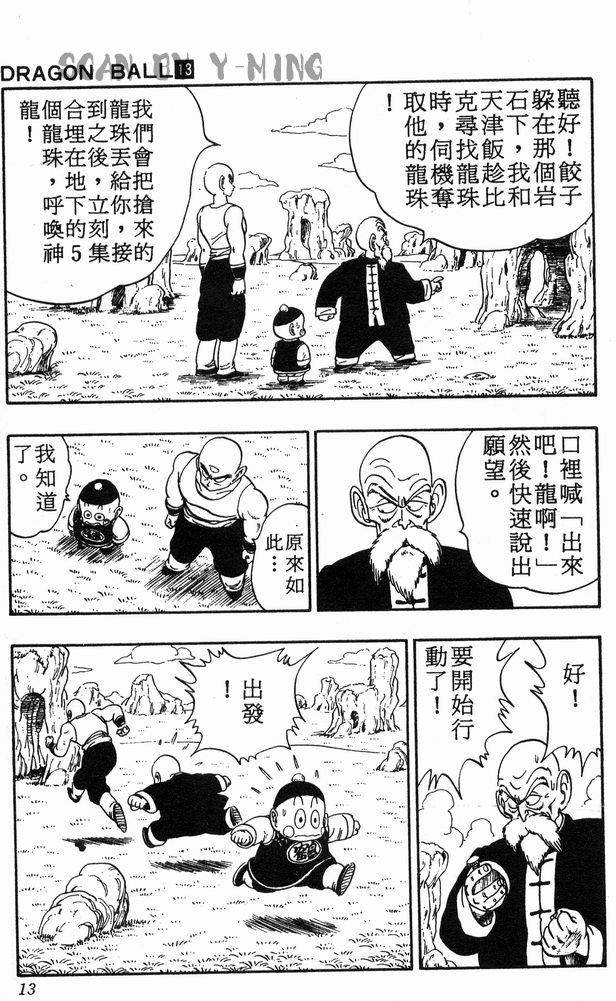 SCAN BY Y-MING
DRAGON BALL 13
聽好！餃子
躲在那個岩
石下，我和
天津飯趁比
克尋找龍珠
時，伺機奪
取他的龍珠
！
我們會把搶來的
龍珠丟給你，接
到之後，立刻集
合埋在地下的5
個龍珠，呼喚神
龍！
口裡喊「出來
吧！龍啊！」
然後快速說出
願望。
原來如
此…
我知道
了。
好！
要開始行
動了！
出發
！
13